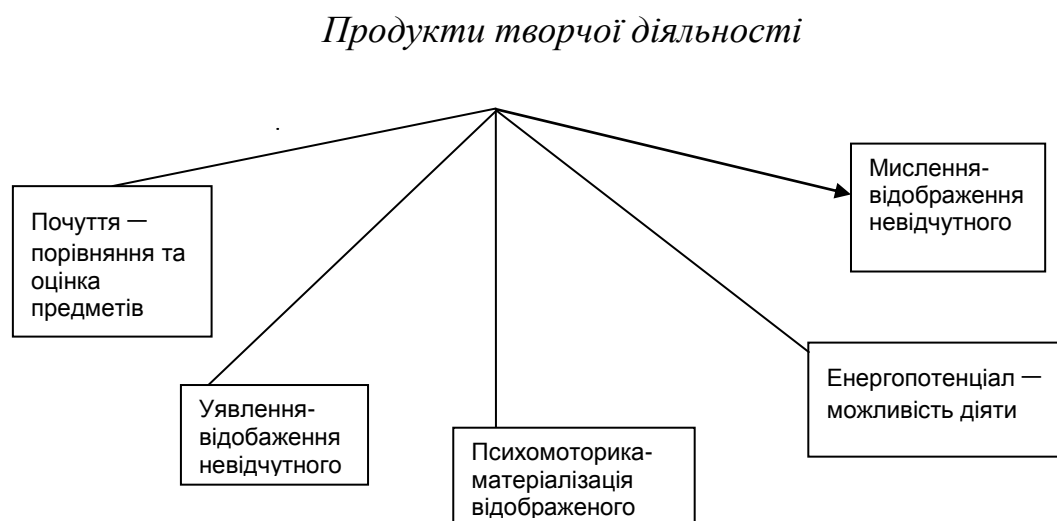 Продукти творчої діяльності
Почуття —
порівняння та
оцінка
предметів
Уявлення-
відобаження
невідчутного
Психомоторика-
матеріалізація
відображеного
Енергопотенціал —
можливість діяти
Мислення-
відображення
невідчутного